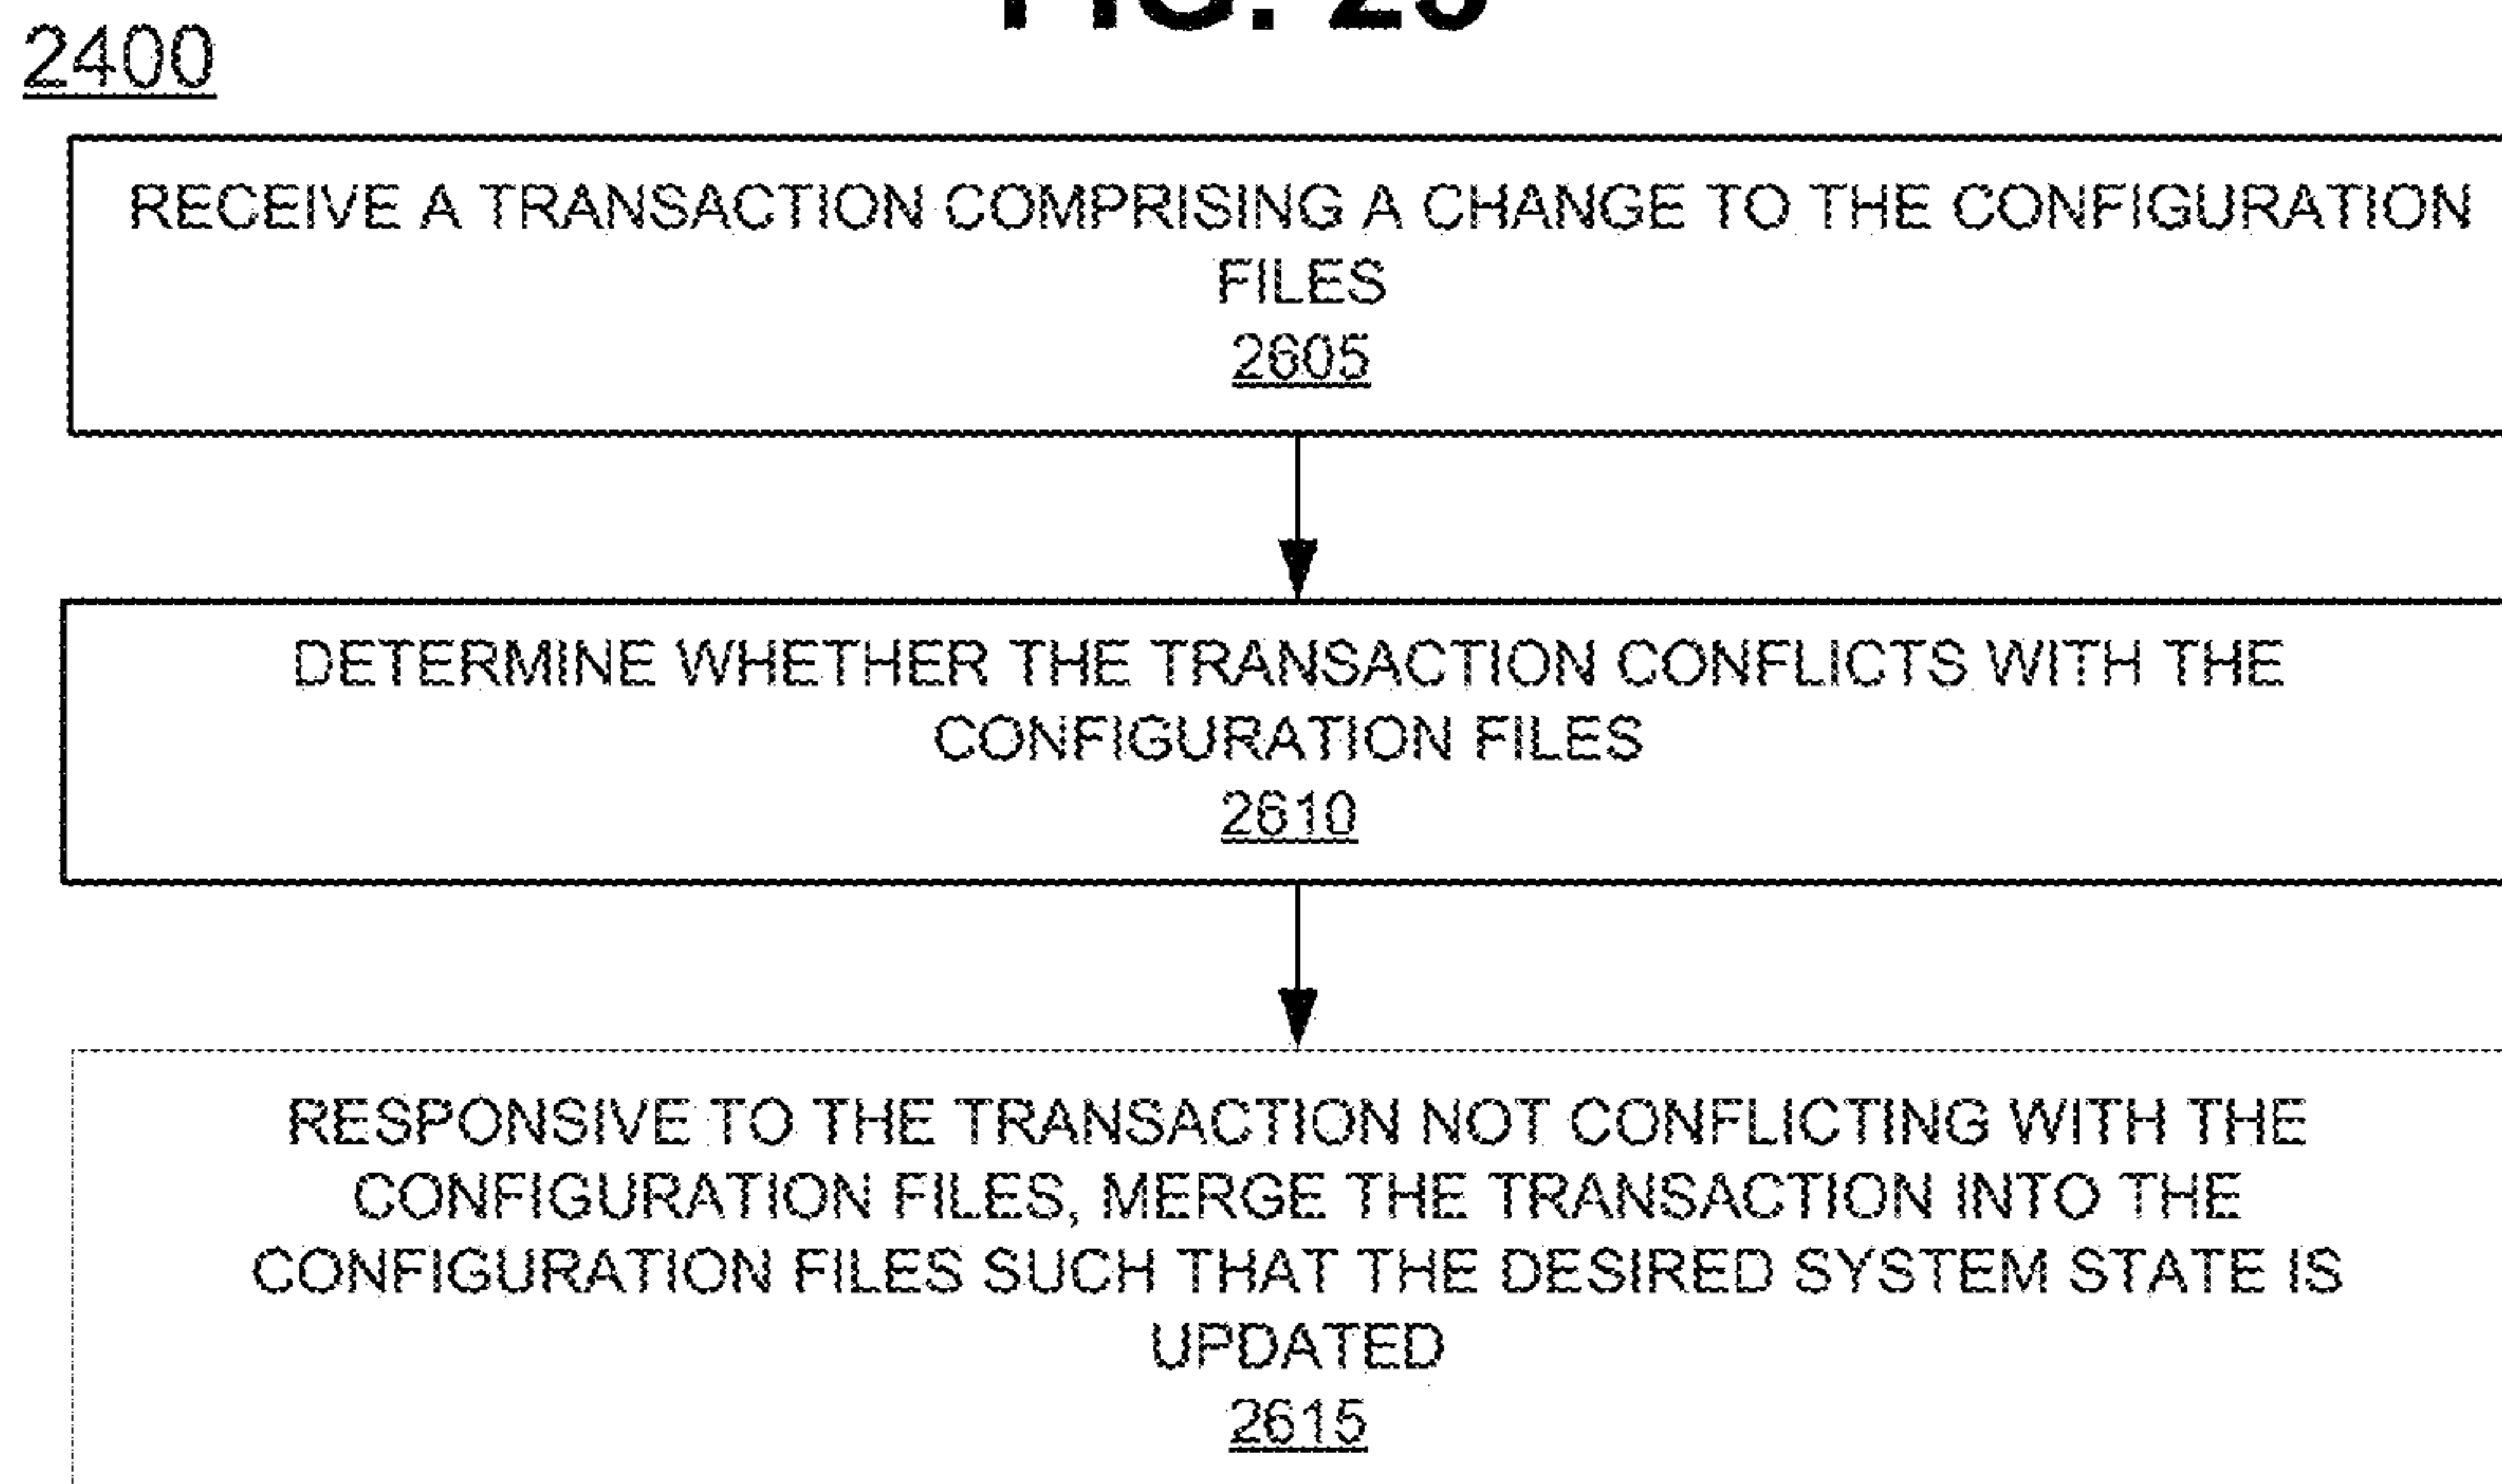 FIG. 25
2400
RECEIVE A TRANSACTION COMPRISING A CHANGE TO THE CONFIGURATION
FILES
2605
DETERMINE WHETHER THE TRANSACTION CONFLICTS WITH THE
CONFIGURATION FILES
2610
RESPONSIVE TO THE TRANSACTION NOT CONFLICTING WITH THE
CONFIGURATION FILES, MERGE THE TRANSACTION INTO THE
CONFIGURATION FILES SUCH THAT THE DESIRED SYSTEM STATE IS
UPDATED
2615